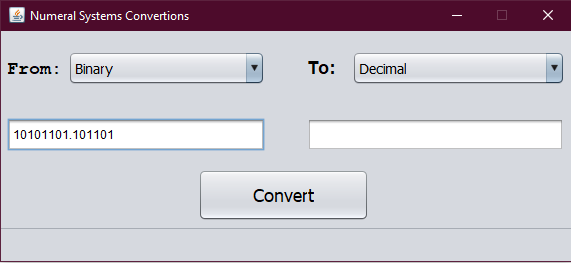 Numeral Systems Convertions
From: Binary To: Decimal
10101101.101101
Convert